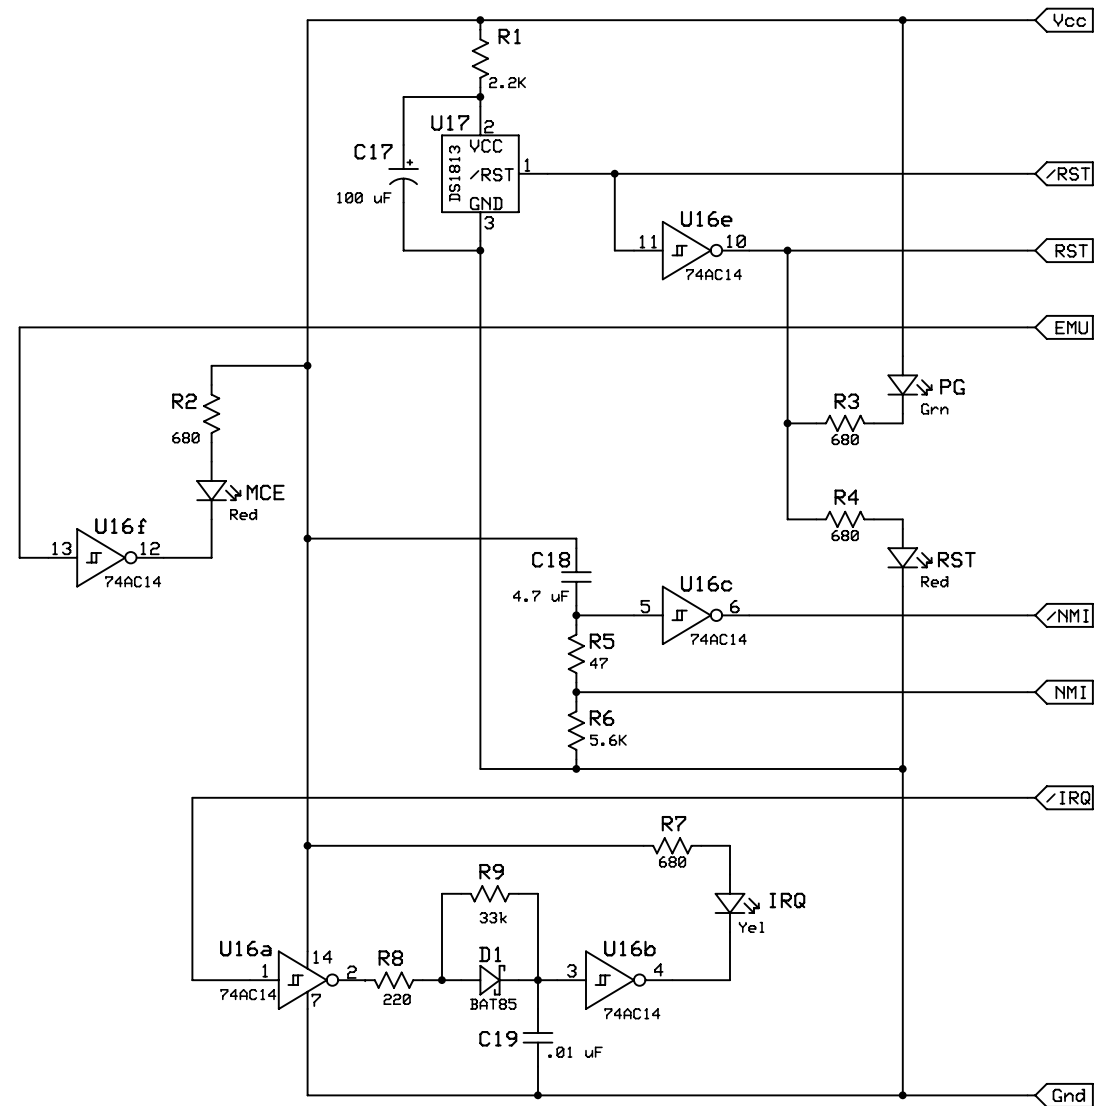 Vcc
R1
2.2K
U17
2
VCC
C17
+
DS1813
/RST
1
/RST
100 uF
GND
3
U16e
11
10
RST
74AC14
EMU
R2
680
PG
Grn
R3
680
MCE
Red
R4
680
U16f
13
12
74AC14
C18
4.7 uF
RST
Red
U16c
5
6
/NMI
74AC14
R5
47
NMI
R6
5.6K
/IRQ
R7
680
R9
33k
IRQ
Yel
U16a
14
1
2
74AC14
7
R8
220
D1
BAT85
U16b
3
4
74AC14
C19
.01 uF
Gnd